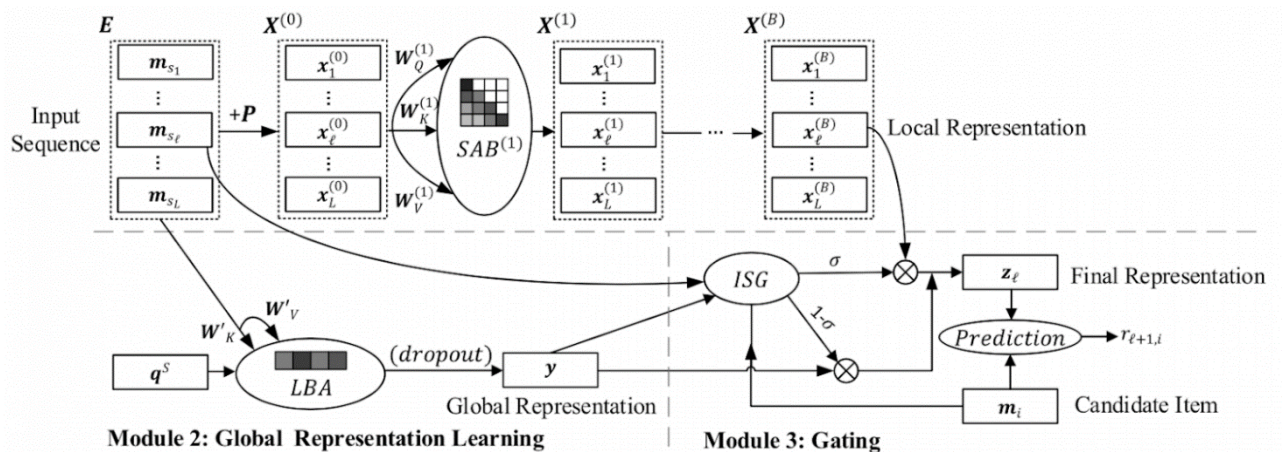 E
X^(0)
X^(1)
X^(B)
Input Sequence
m_{s_1}
⋮
m_{s_ℓ}
⋮
m_{s_L}
+P
x_1^(0)
⋮
x_ℓ^(0)
⋮
x_L^(0)
W_Q^(1)
W_K^(1)
W_V^(1)
SAB^(1)
x_1^(1)
⋮
x_ℓ^(1)
⋮
x_L^(1)
...
x_1^(B)
⋮
x_ℓ^(B)
⋮
x_L^(B)
Local Representation
W'_K
W'_V
q^S
LBA
(dropout)
y
Global Representation
Module 2: Global Representation Learning
ISG
σ
1-σ
⊗
⊗
z_ℓ
Final Representation
Prediction
r_{ℓ+1,i}
m_i
Candidate Item
Module 3: Gating